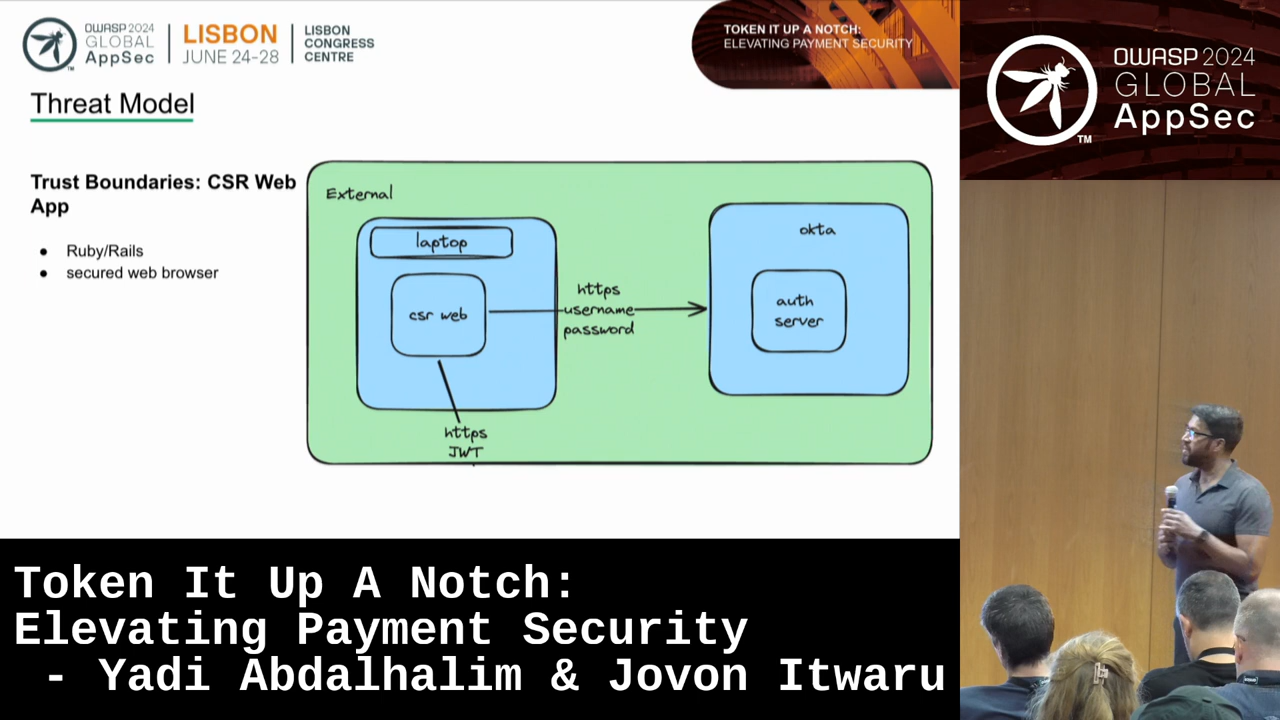 OWASP 2024
GLOBAL
AppSec
TM
LISBON
JUNE 24-28
LISBON
CONGRESS
CENTRE
TOKEN IT UP A NOTCH:
ELEVATING PAYMENT SECURITY
OWASP 2024
GLOBAL
AppSec
TM
Threat Model
Trust Boundaries: CSR Web
App
● Ruby/Rails
● secured web browser
External
laptop
csr web
https
username
password
okta
auth
server
https
JWT
Token It Up A Notch:
Elevating Payment Security
- Yadi Abdalhalim & Jovon Itwaru